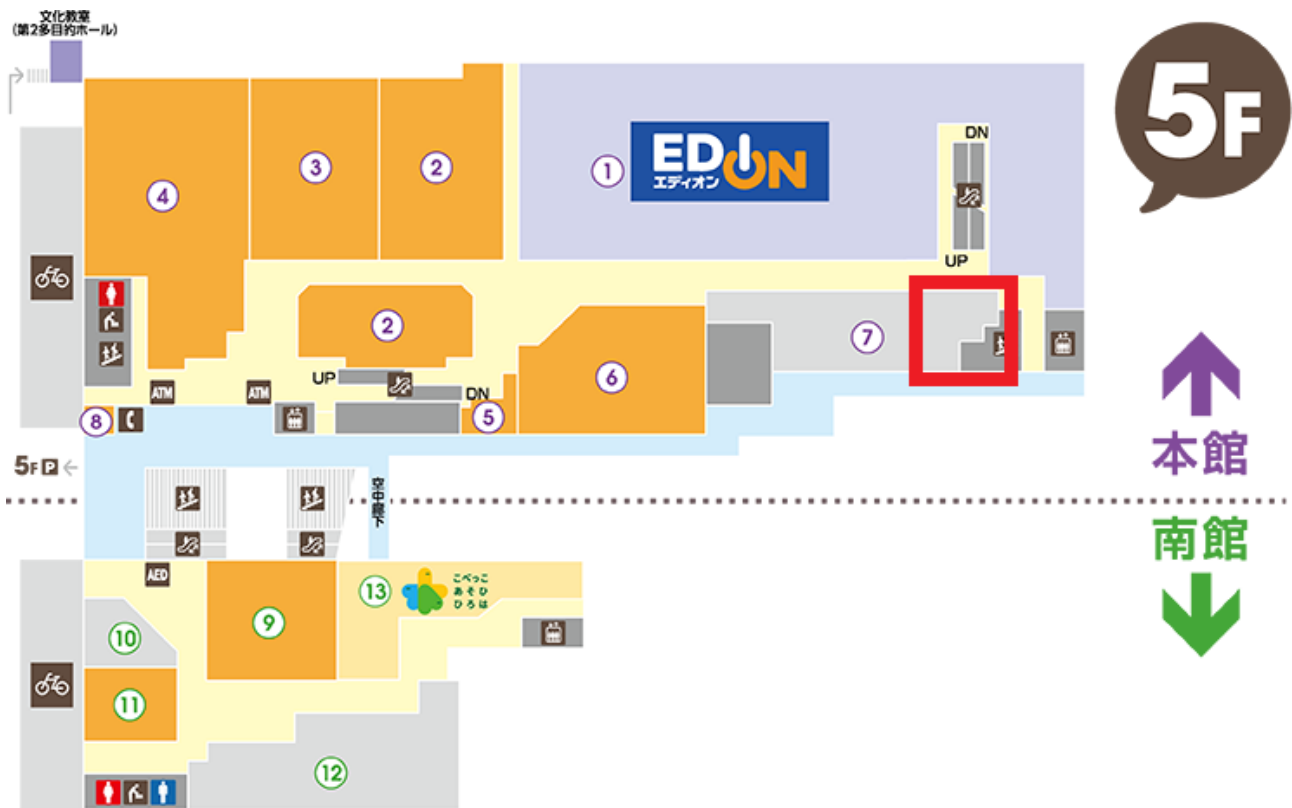 文化教室
(第2多目的ホール)
5F
DN
4
3
2
1
EDION
エディオン
UP
2
7
UP
DN
6
ATM
ATM
5
8
本館
5F P
空中廊下
南館
AED
13
こべっこ
あそび
ひろば
9
10
11
12